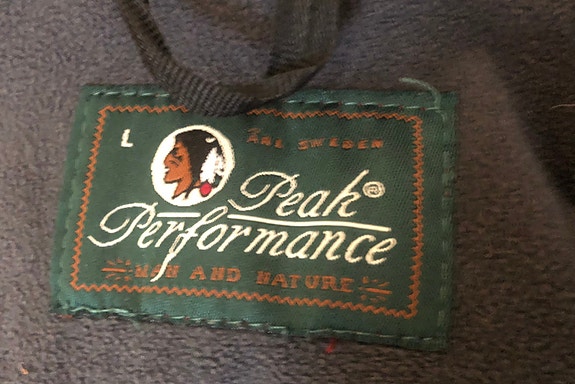 L
ÅRE SWEDEN
Peak®
Performance
MAN AND NATURE